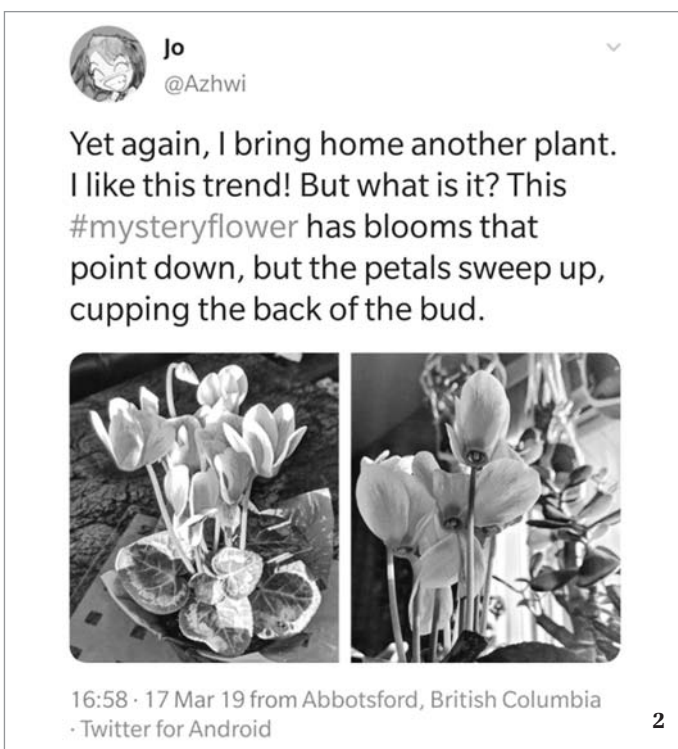 Jo
@Azhwi
Yet again, I bring home another plant.
I like this trend! But what is it? This
#mysteryflower has blooms that
point down, but the petals sweep up,
cupping the back of the bud.
16:58 · 17 Mar 19 from Abbotsford, British Columbia
· Twitter for Android
2